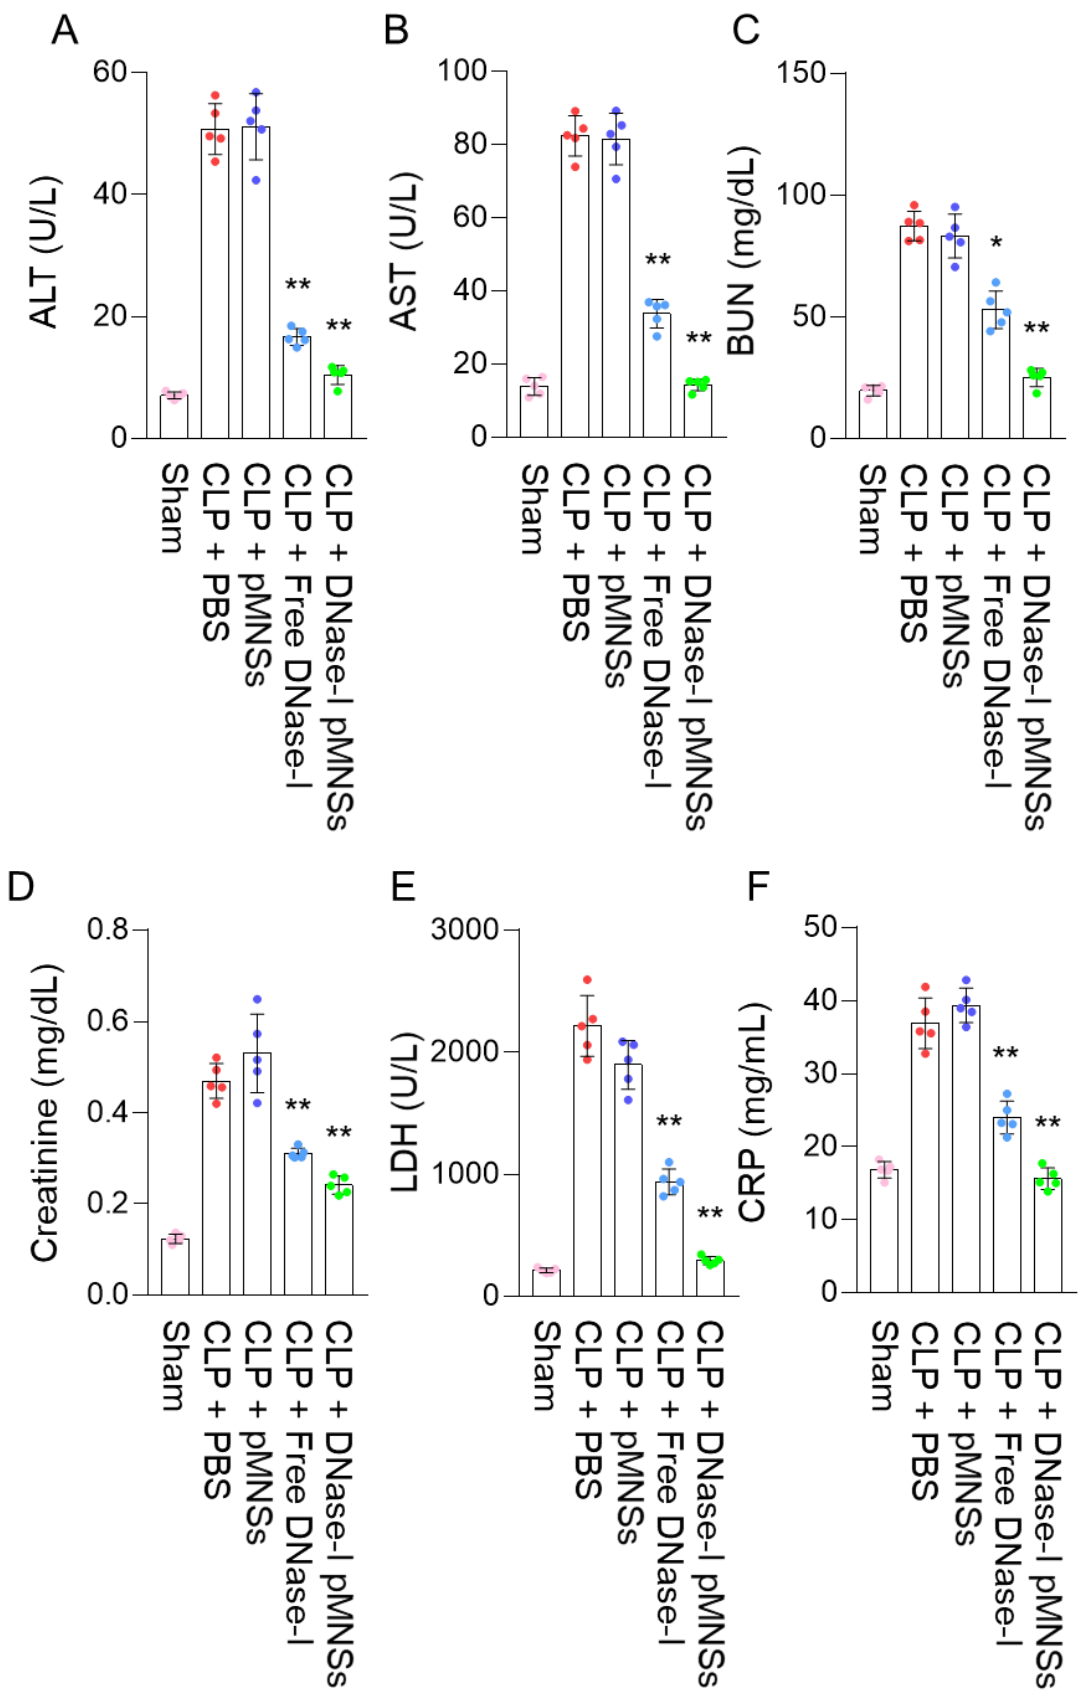 A
ALT (U/L)
60
40
20
0
**
**
Sham
CLP + PBS
CLP + pMNSs
CLP + Free DNase-I
CLP + DNase-I pMNSs
B
AST (U/L)
100
80
60
40
20
0
**
**
Sham
CLP + PBS
CLP + pMNSs
CLP + Free DNase-I
CLP + DNase-I pMNSs
C
BUN (mg/dL)
150
100
50
0
*
**
Sham
CLP + PBS
CLP + pMNSs
CLP + Free DNase-I
CLP + DNase-I pMNSs
D
Creatinine (mg/dL)
0.8
0.6
0.4
0.2
0.0
**
**
Sham
CLP + PBS
CLP + pMNSs
CLP + Free DNase-I
CLP + DNase-I pMNSs
E
LDH (U/L)
3000
2000
1000
0
**
**
Sham
CLP + PBS
CLP + pMNSs
CLP + Free DNase-I
CLP + DNase-I pMNSs
F
CRP (mg/mL)
50
40
30
20
10
0
**
**
Sham
CLP + PBS
CLP + pMNSs
CLP + Free DNase-I
CLP + DNase-I pMNSs